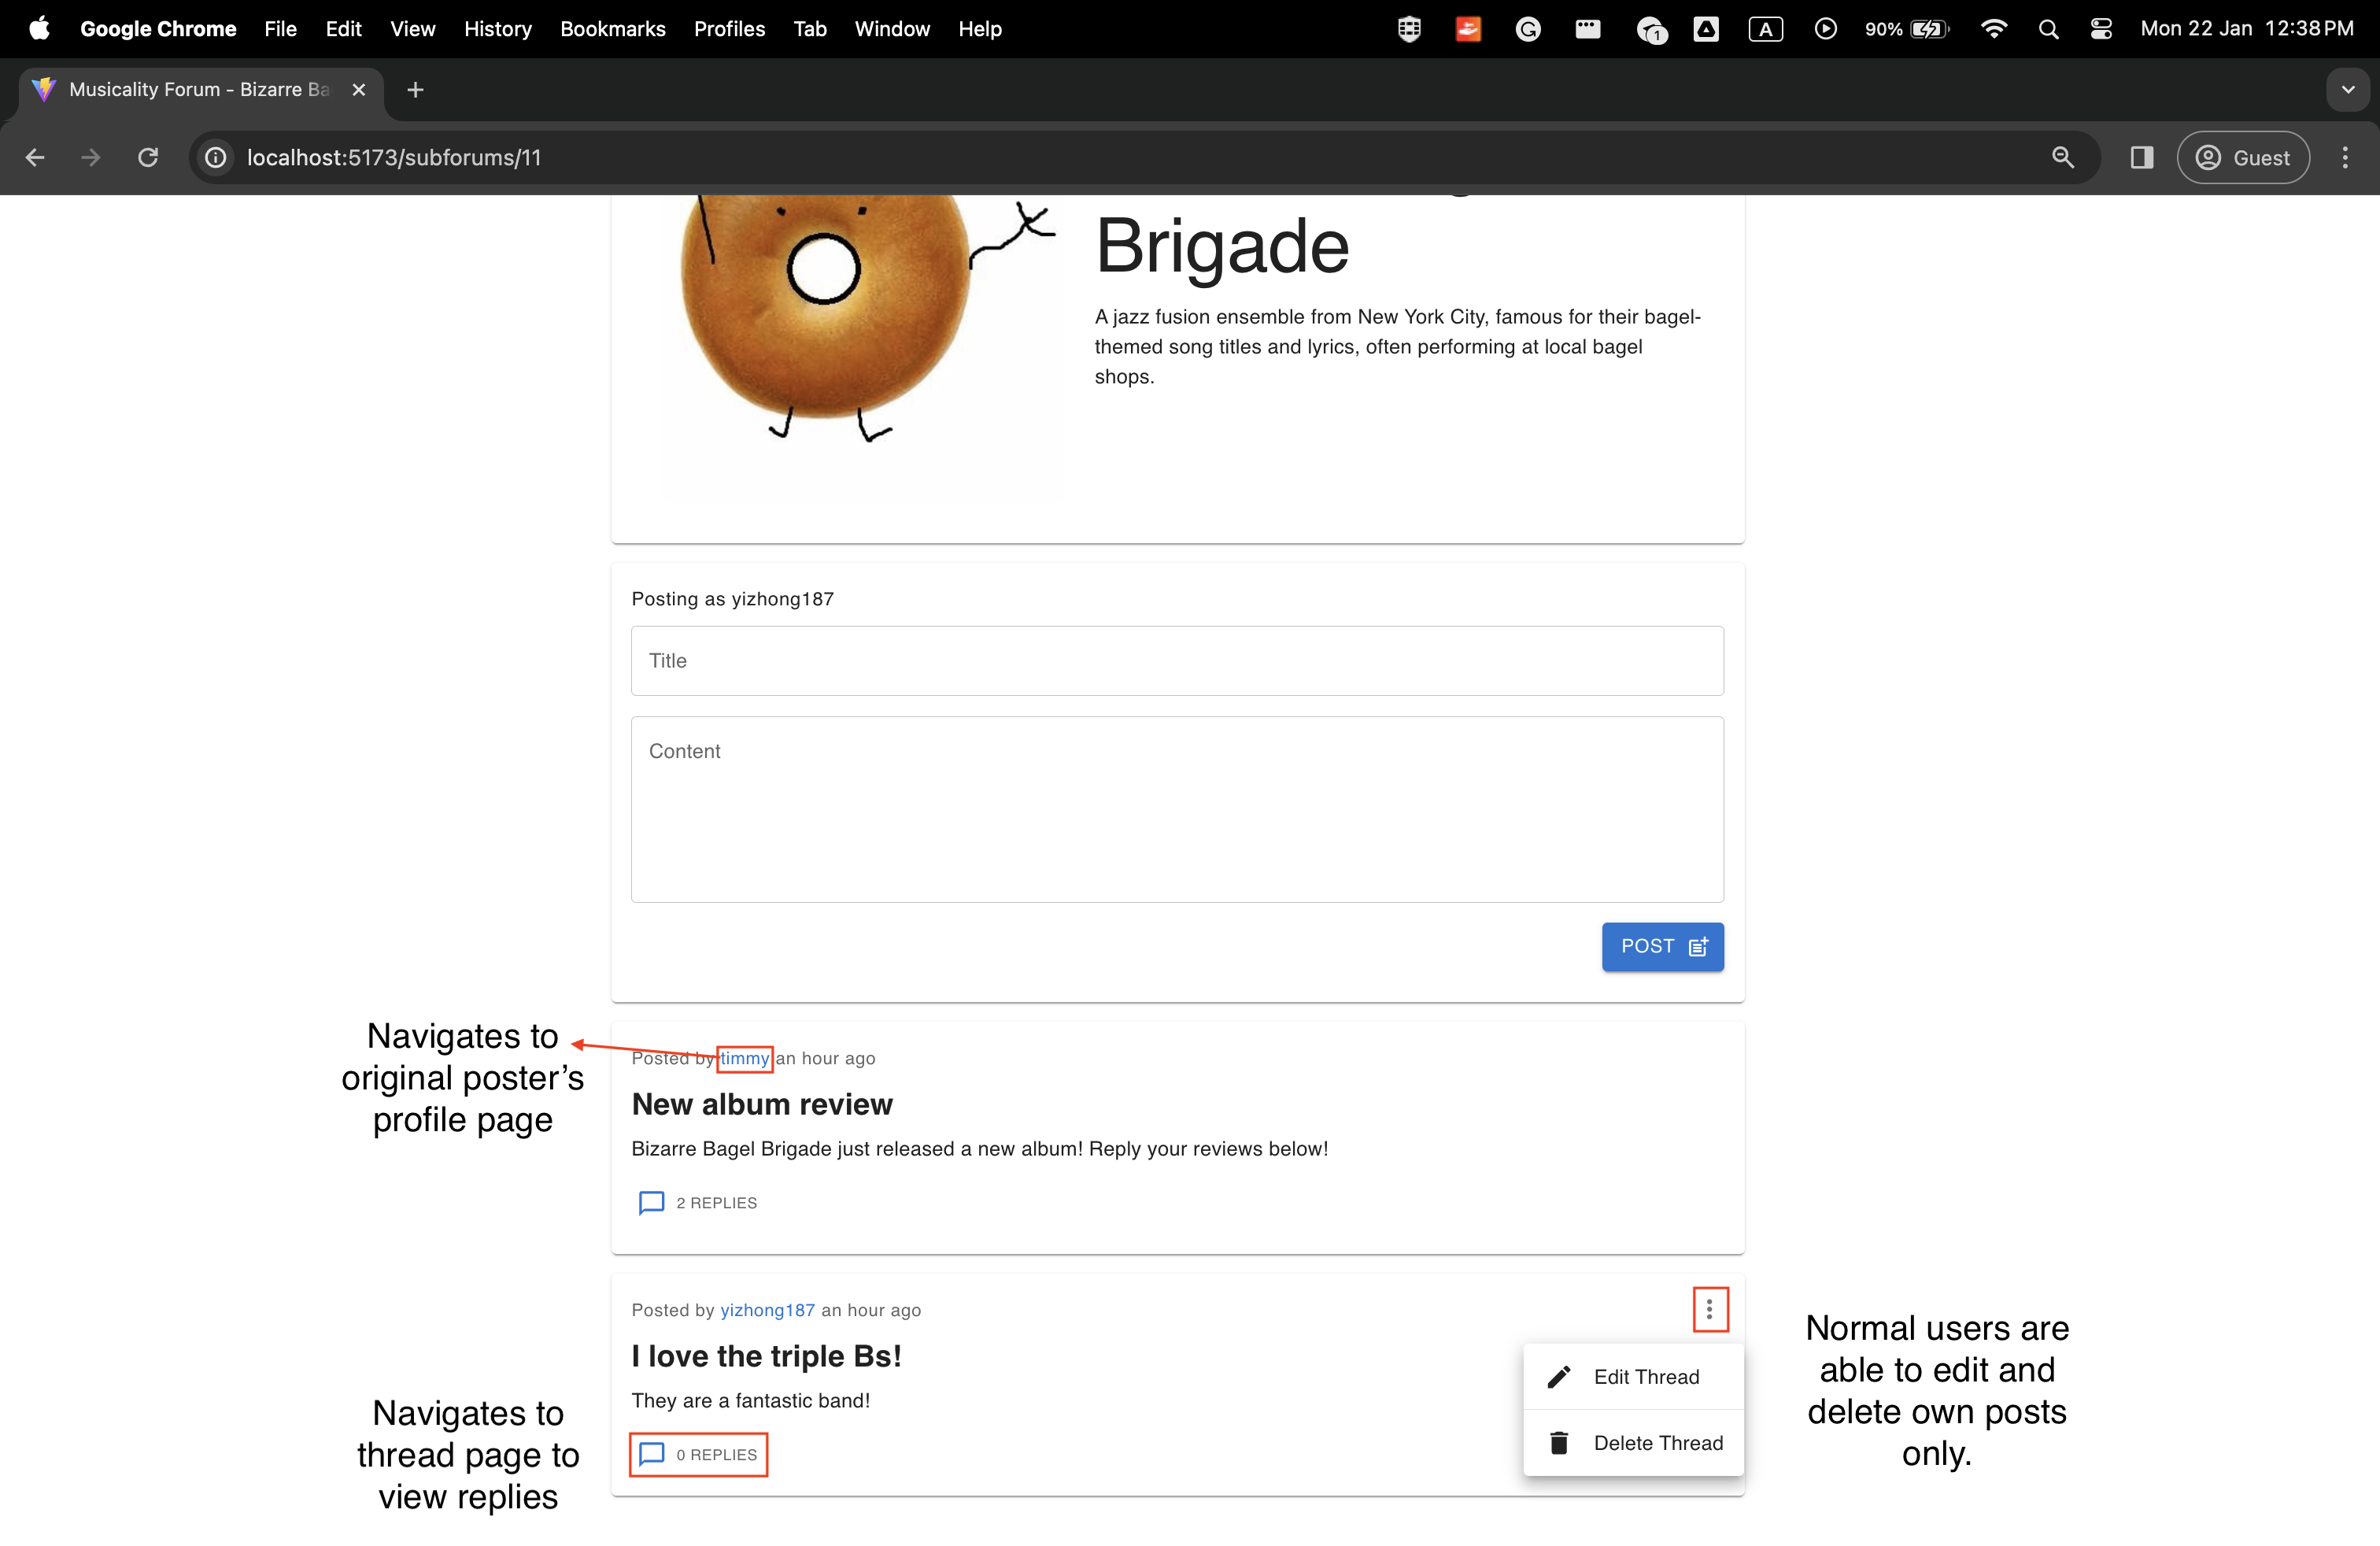 Google Chrome File Edit View History Bookmarks Profiles Tab Window Help 1 A 90% Mon 22 Jan 12:38 PM
Musicality Forum - Bizarre Ba
localhost:5173/subforums/11 Guest
Brigade
A jazz fusion ensemble from New York City, famous for their bagel-
themed song titles and lyrics, often performing at local bagel
shops.
Posting as yizhong187
Title
Content
POST
Navigates to
original poster’s
profile page
Posted by timmy an hour ago
New album review
Bizarre Bagel Brigade just released a new album! Reply your reviews below!
2 REPLIES
Posted by yizhong187 an hour ago
I love the triple Bs!
They are a fantastic band!
0 REPLIES
Navigates to
thread page to
view replies
Edit Thread
Delete Thread
Normal users are
able to edit and
delete own posts
only.